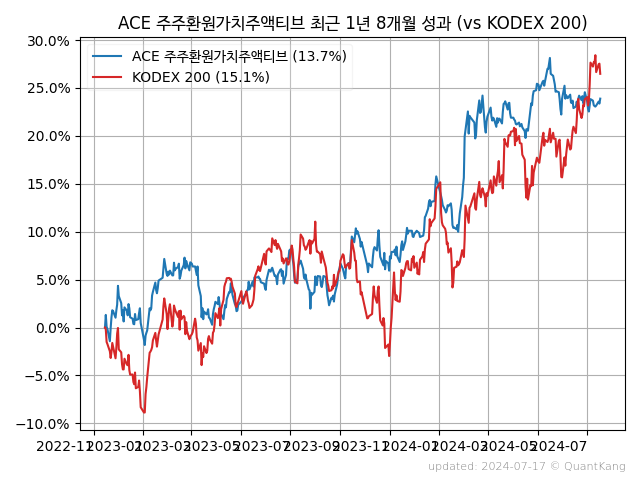 ACE 주주환원가치주액티브 최근 1년 8개월 성과 (vs KODEX 200)
30.0%
ACE 주주환원가치주액티브 (13.7%)
KODEX 200 (15.1%)
25.0%
20.0%
15.0%
10.0%
5.0%
0.0%
−5.0%
−10.0%
2022-11 2023-01 2023-03 2023-05 2023-07 2023-09 2023-11 2024-01 2024-03 2024-05 2024-07
updated: 2024-07-17 © QuantKang